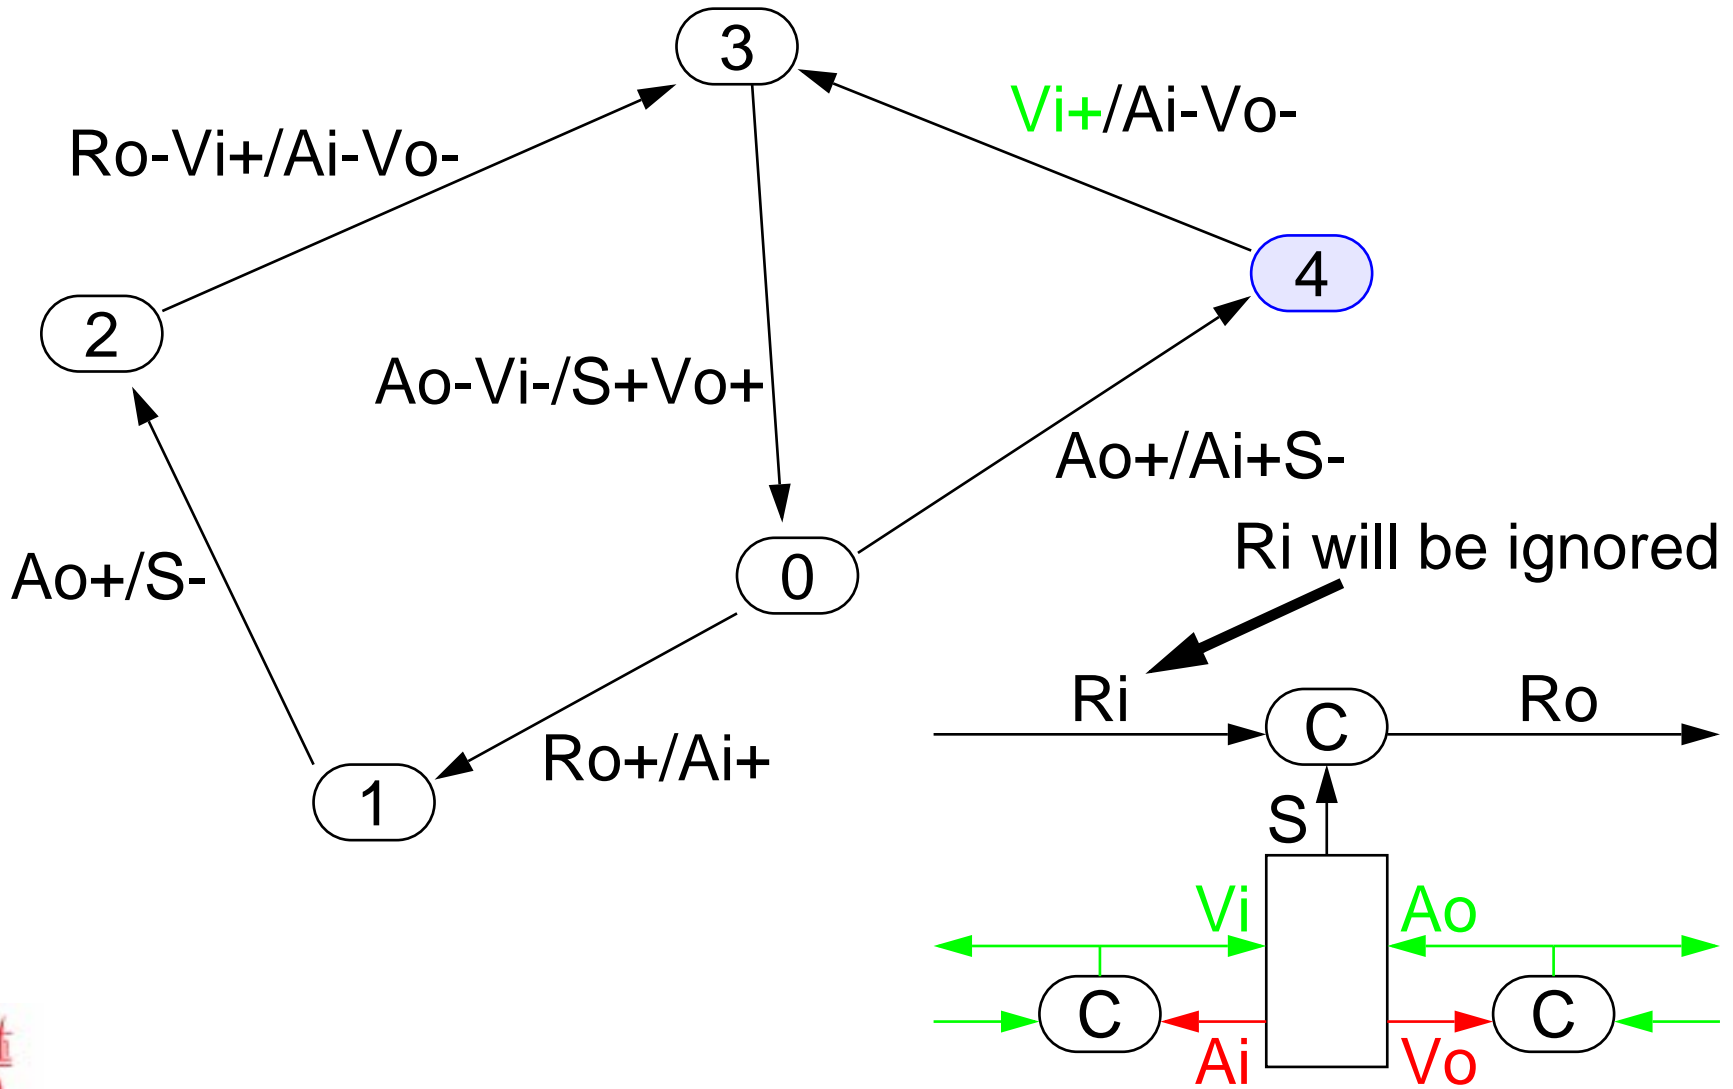 3
Vi+/Ai-Vo-
Ro-Vi+/Ai-Vo-
4
2
Ao-Vi-/S+Vo+
Ao+/Ai+S-
Ri will be ignored
Ao+/S-
0
Ri
C
Ro
Ro+/Ai+
1
S
Vi
Ao
C
C
Ai
Vo